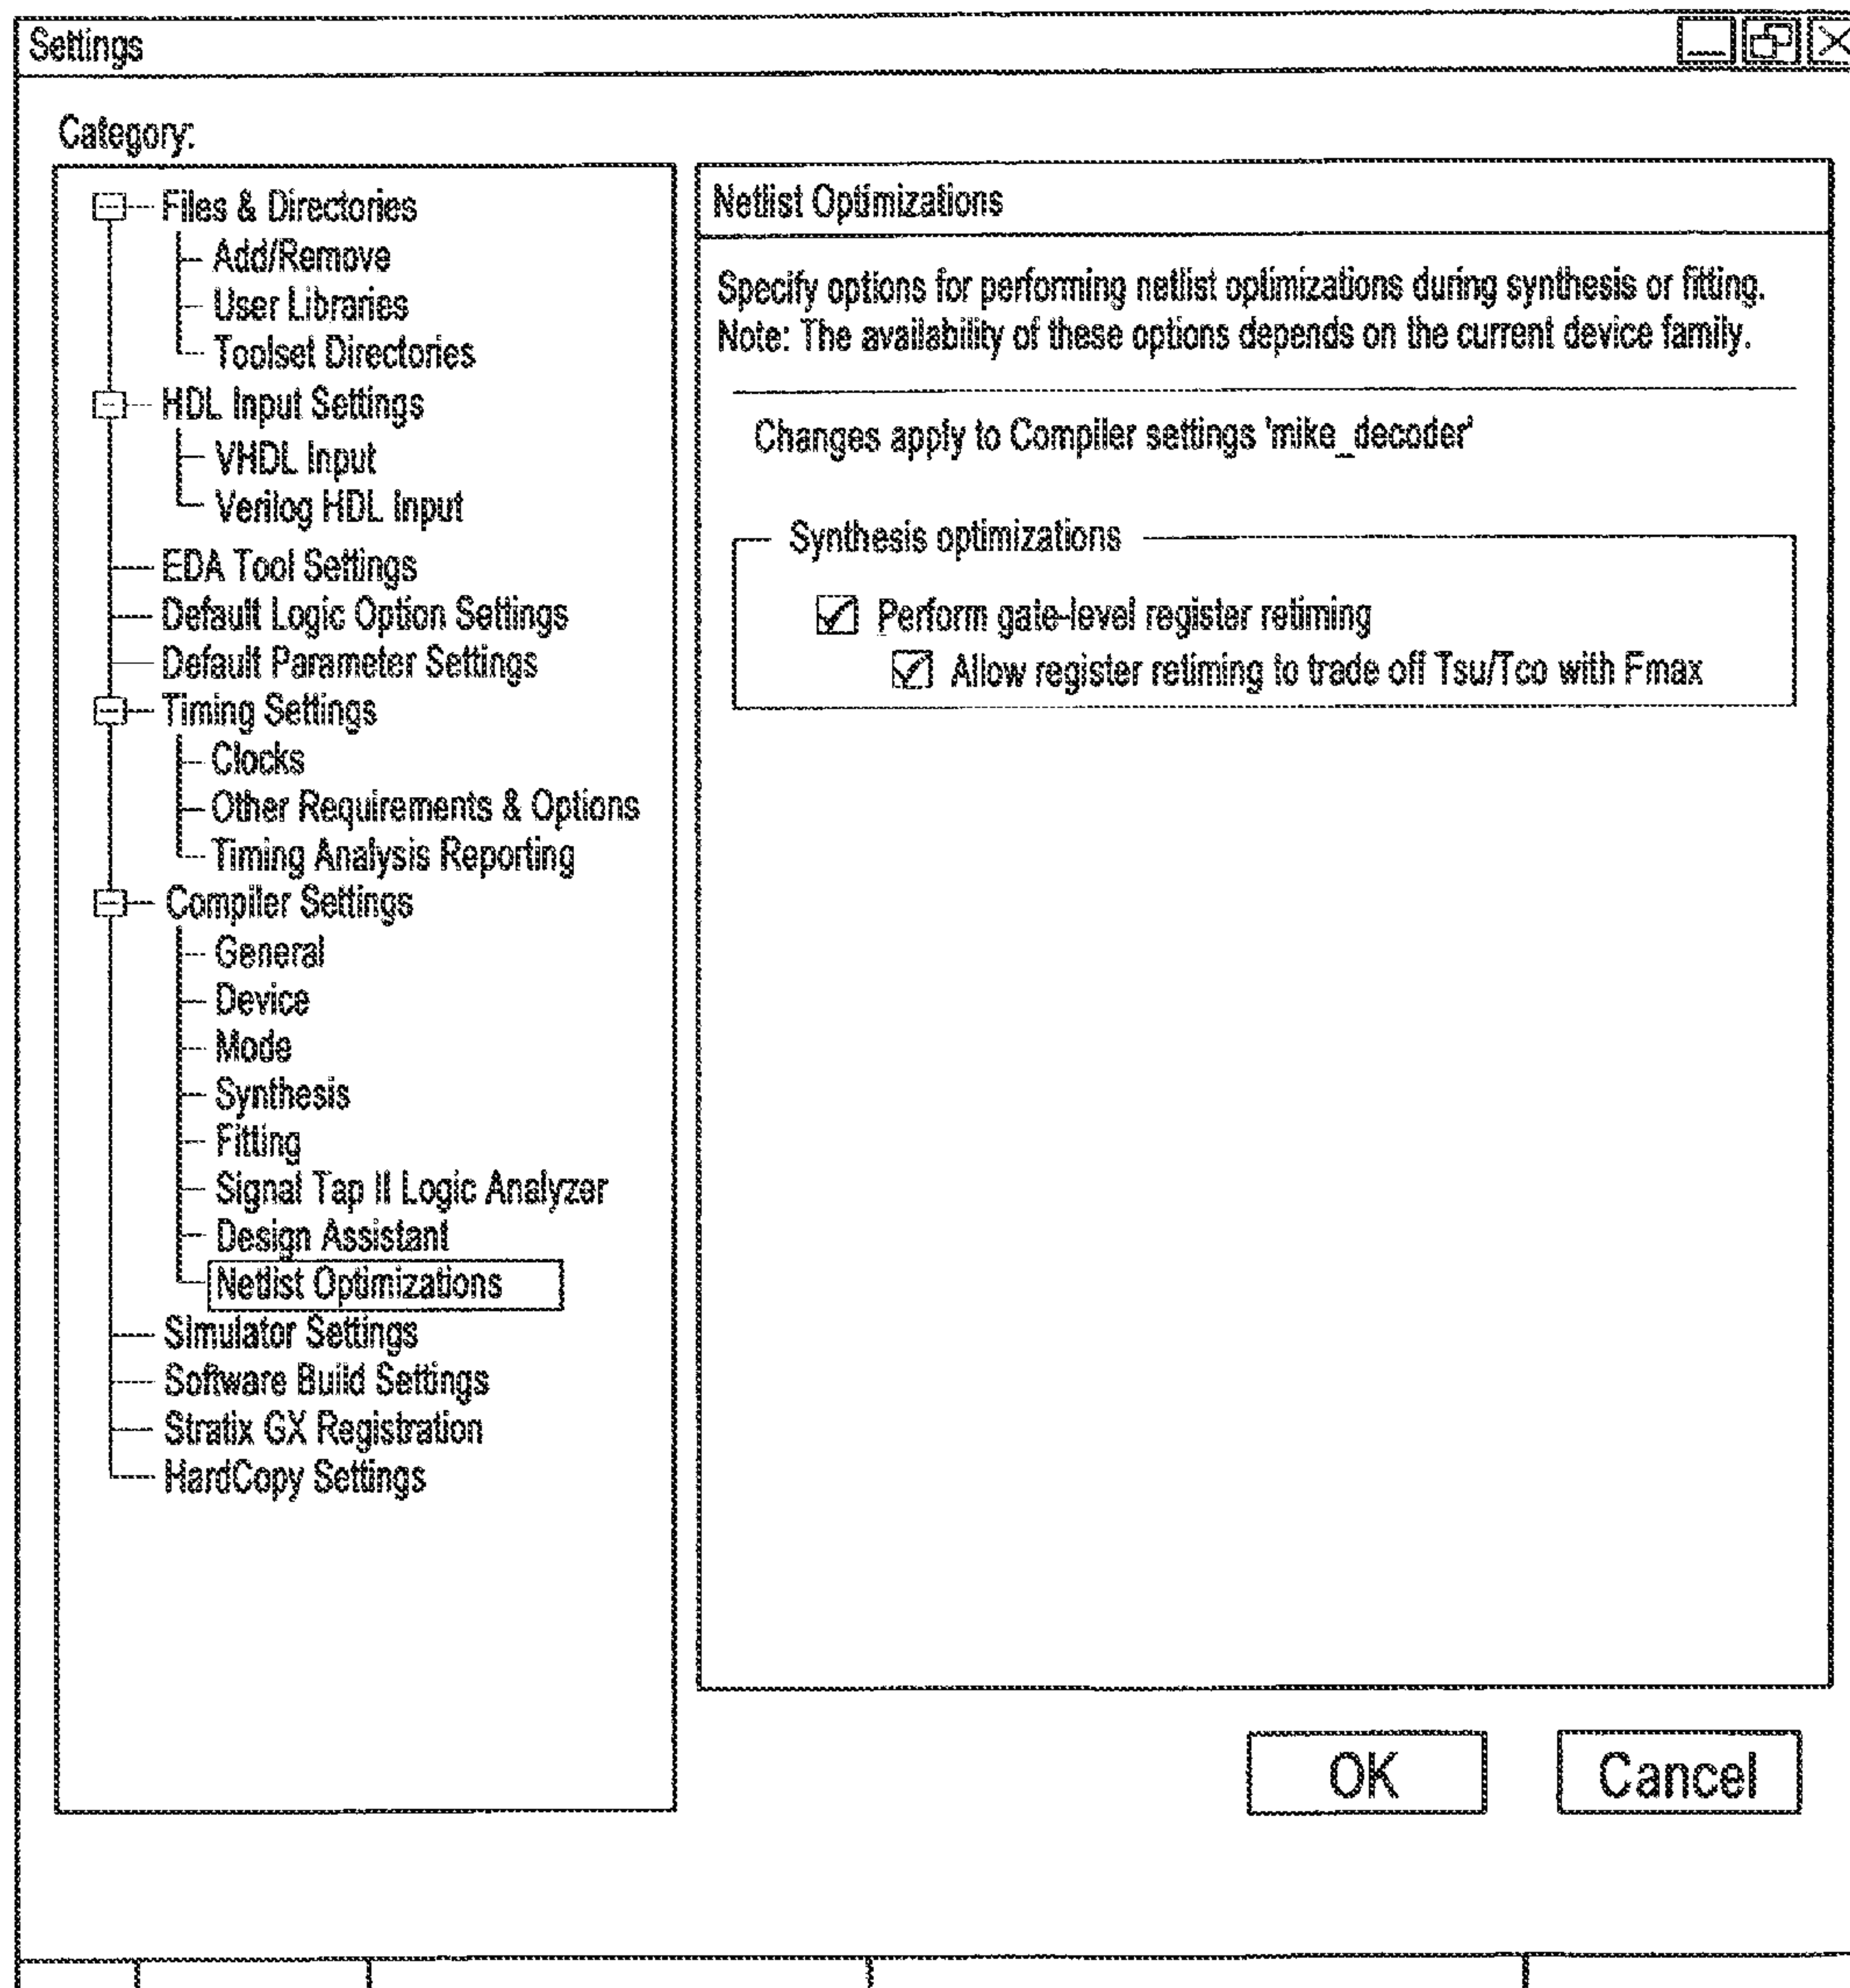 Settings
Category:
Files & Directories
Add/Remove
User Libraries
Toolset Directories
HDL Input Settings
VHDL Input
Verilog HDL Input
EDA Tool Settings
Default Logic Option Settings
Default Parameter Settings
Timing Settings
Clocks
Other Requirements & Options
Timing Analysis Reporting
Compiler Settings
General
Device
Mode
Synthesis
Fitting
Signal Tap II Logic Analyzer
Design Assistant
Netlist Optimizations
Simulator Settings
Software Build Settings
Stratix GX Registration
HardCopy Settings
Netlist Optimizations
Specify options for performing netlist optimizations during synthesis or fitting.
Note: The availability of these options depends on the current device family.
Changes apply to Compiler settings 'mike_decoder'
Synthesis optimizations
Perform gate-level register retiming
Allow register retiming to trade off Tsu/Tco with Fmax
OK
Cancel